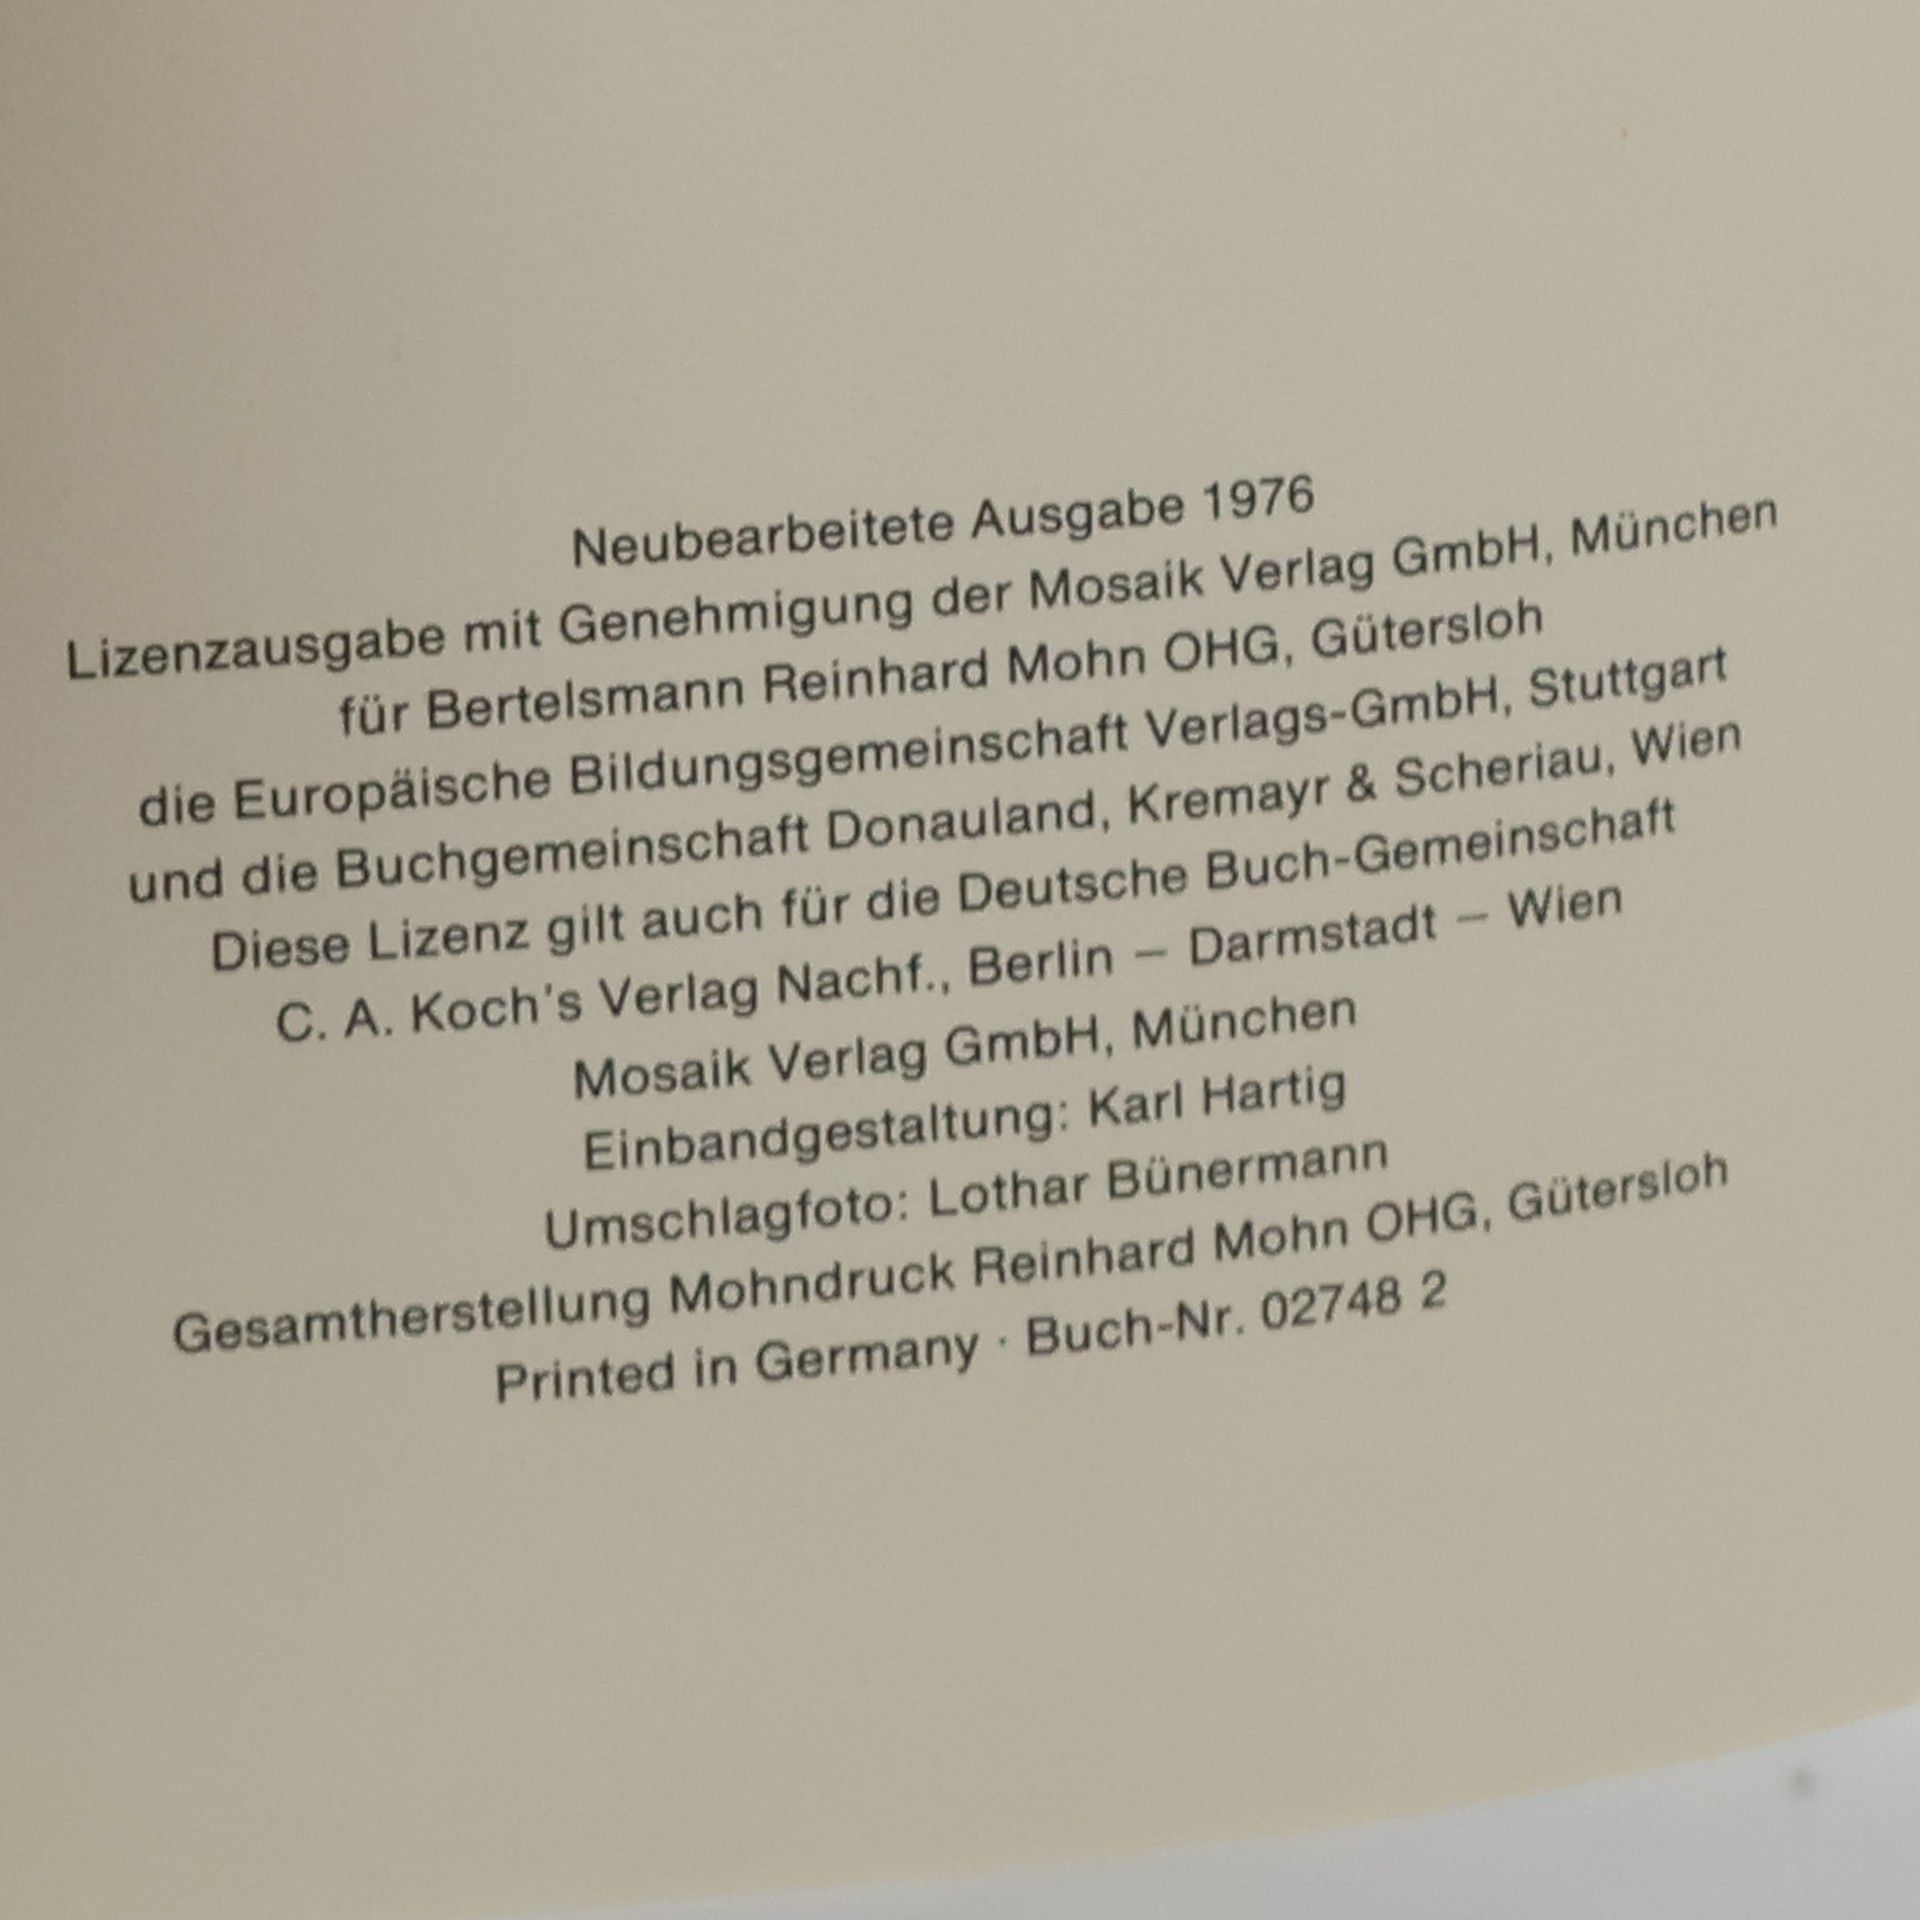 Neubearbeitete Ausgabe 1976
Lizenzausgabe mit Genehmigung der Mosaik Verlag GmbH, München
für Bertelsmann Reinhard Mohn OHG, Gütersloh
die Europäische Bildungsgemeinschaft Verlags-GmbH, Stuttgart
und die Buchgemeinschaft Donauland, Kremayr & Scheriau, Wien
Diese Lizenz gilt auch für die Deutsche Buch-Gemeinschaft
C. A. Koch's Verlag Nachf., Berlin – Darmstadt – Wien
Mosaik Verlag GmbH, München
Einbandgestaltung: Karl Hartig
Umschlagfoto: Lothar Bünermann
Gesamtherstellung Mohndruck Reinhard Mohn OHG, Gütersloh
Printed in Germany · Buch-Nr. 02748 2